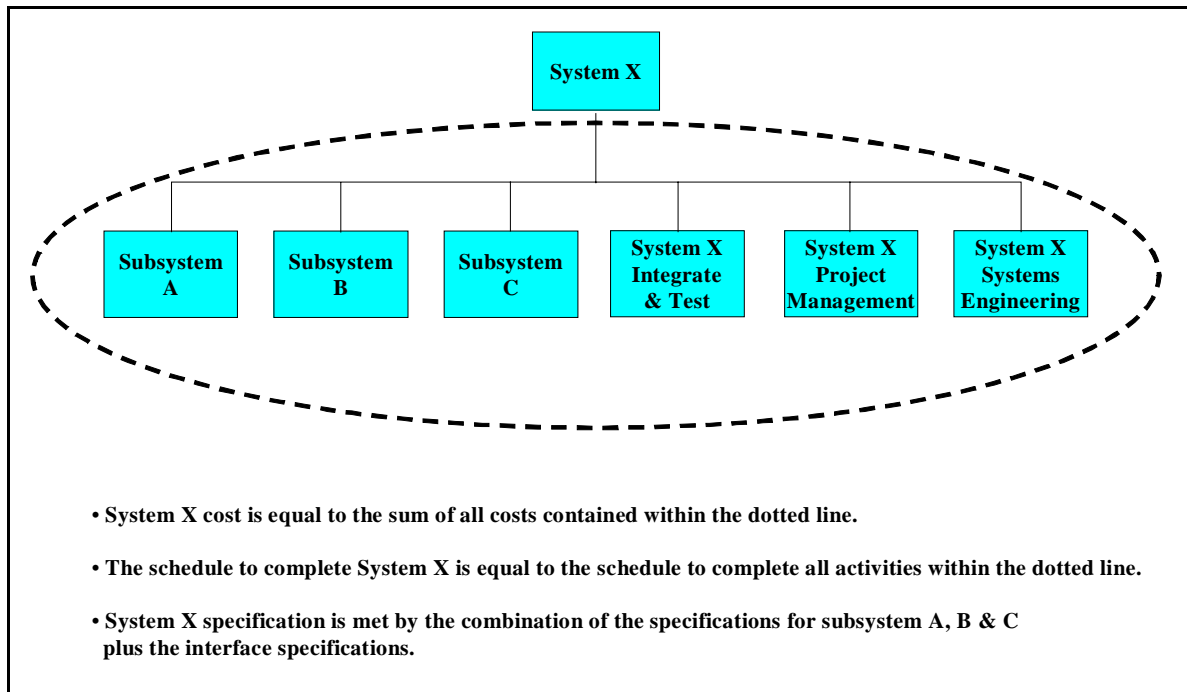 System X
Subsystem
A
Subsystem
B
Subsystem
C
System X
Integrate
& Test
System X
Project
Management
System X
Systems
Engineering
• System X cost is equal to the sum of all costs contained within the dotted line.
• The schedule to complete System X is equal to the schedule to complete all activities within the dotted line.
• System X specification is met by the combination of the specifications for subsystem A, B & C
plus the interface specifications.